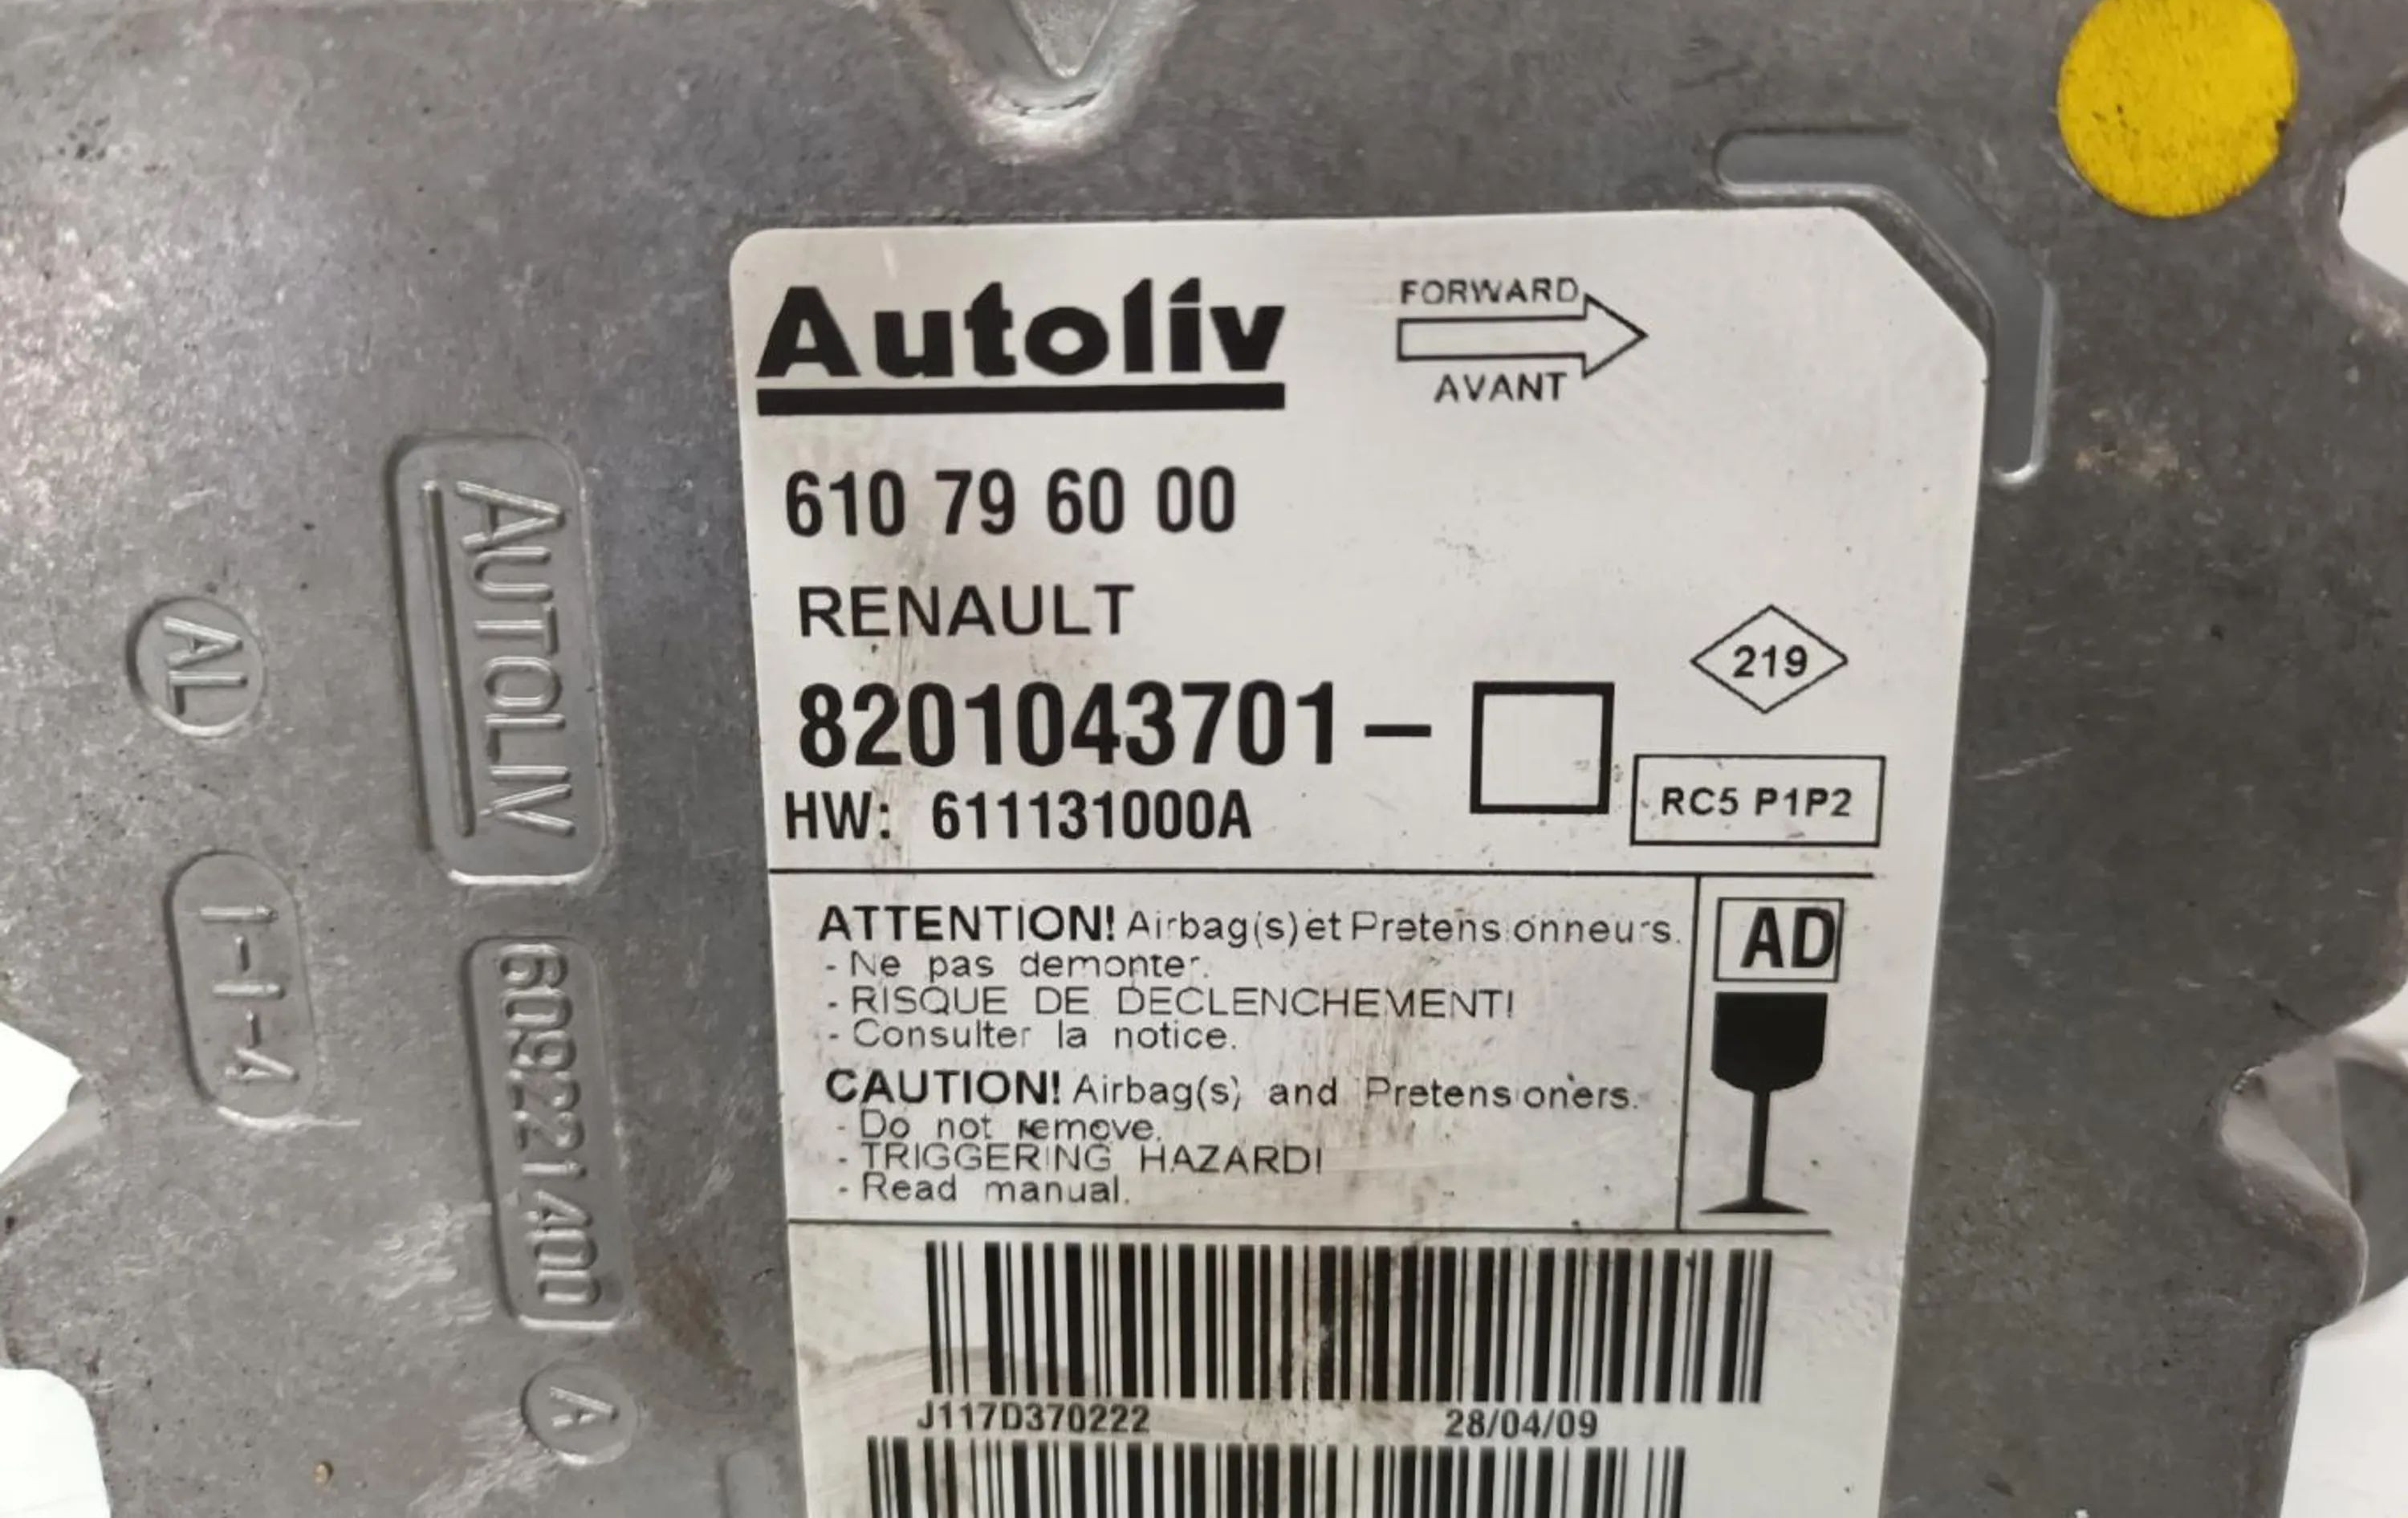 Autoliv
FORWARD
AVANT
610 79 60 00
RENAULT
219
8201043701-
RC5 P1P2
HW: 611131000A
ATTENTION! Airbag(s) et Pretensionneurs.
- Ne pas demonter.
- RISQUE DE DECLENCHEMENT!
- Consulter la notice.
AD
CAUTION! Airbag(s) and Pretensioners.
- Do not remove.
- TRIGGERING HAZARD!
- Read manual.
J117D370222
28/04/09
AUTOLIV
609221400
A
AL
1-1-4